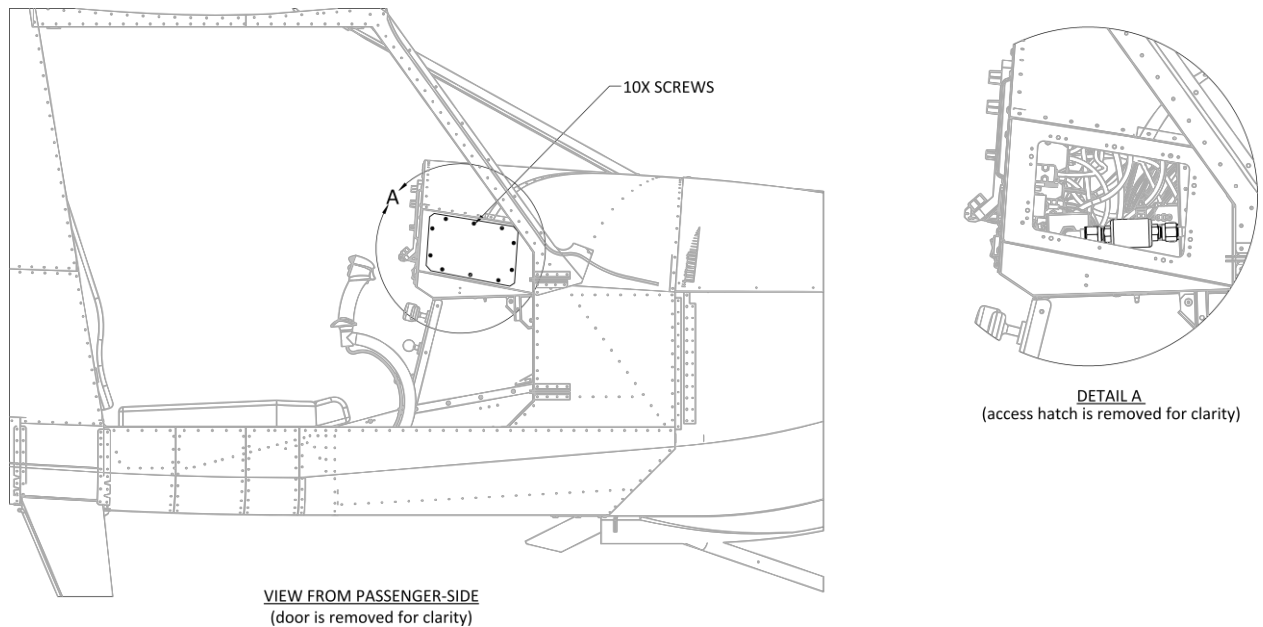 10X SCREWS
A
VIEW FROM PASSENGER-SIDE
(door is removed for clarity)
DETAIL A
(access hatch is removed for clarity)